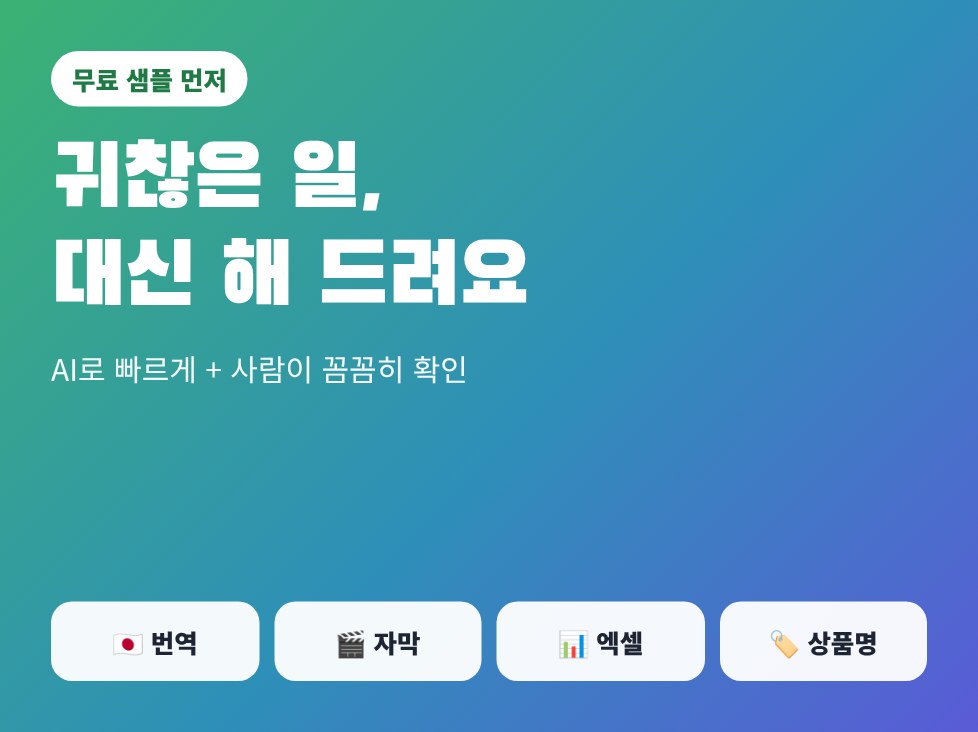 무료 샘플 먼저
귀찮은 일,
대신 해 드려요
AI로 빠르게 + 사람이 꼼꼼히 확인
🇯🇵 번역
🎬 자막
📊 엑셀
🏷️ 상품명